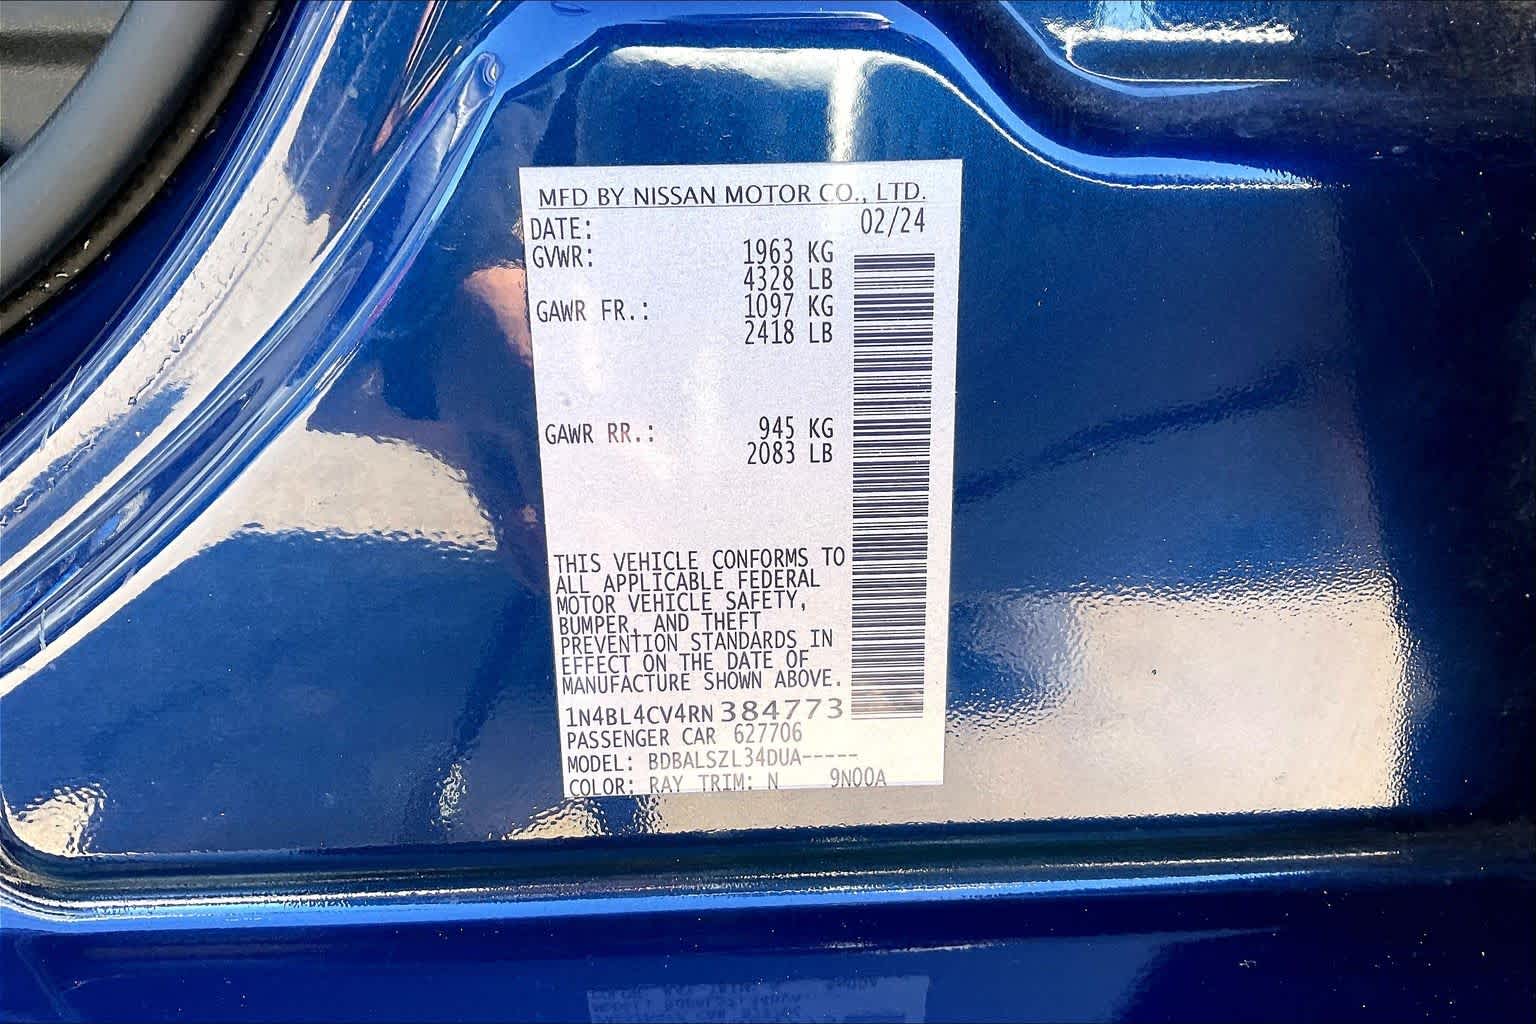 MFD BY NISSAN MOTOR CO., LTD.
DATE: 02/24
GVWR: 1963 KG
4328 LB
GAWR FR.: 1097 KG
2418 LB
GAWR RR.: 945 KG
2083 LB
THIS VEHICLE CONFORMS TO
ALL APPLICABLE FEDERAL
MOTOR VEHICLE SAFETY,
BUMPER, AND THEFT
PREVENTION STANDARDS IN
EFFECT ON THE DATE OF
MANUFACTURE SHOWN ABOVE.
1N4BL4CV4RN384773
PASSENGER CAR 627706
MODEL: BDBALSZL34DUA-----
COLOR: RAY TRIM: N 9N00A